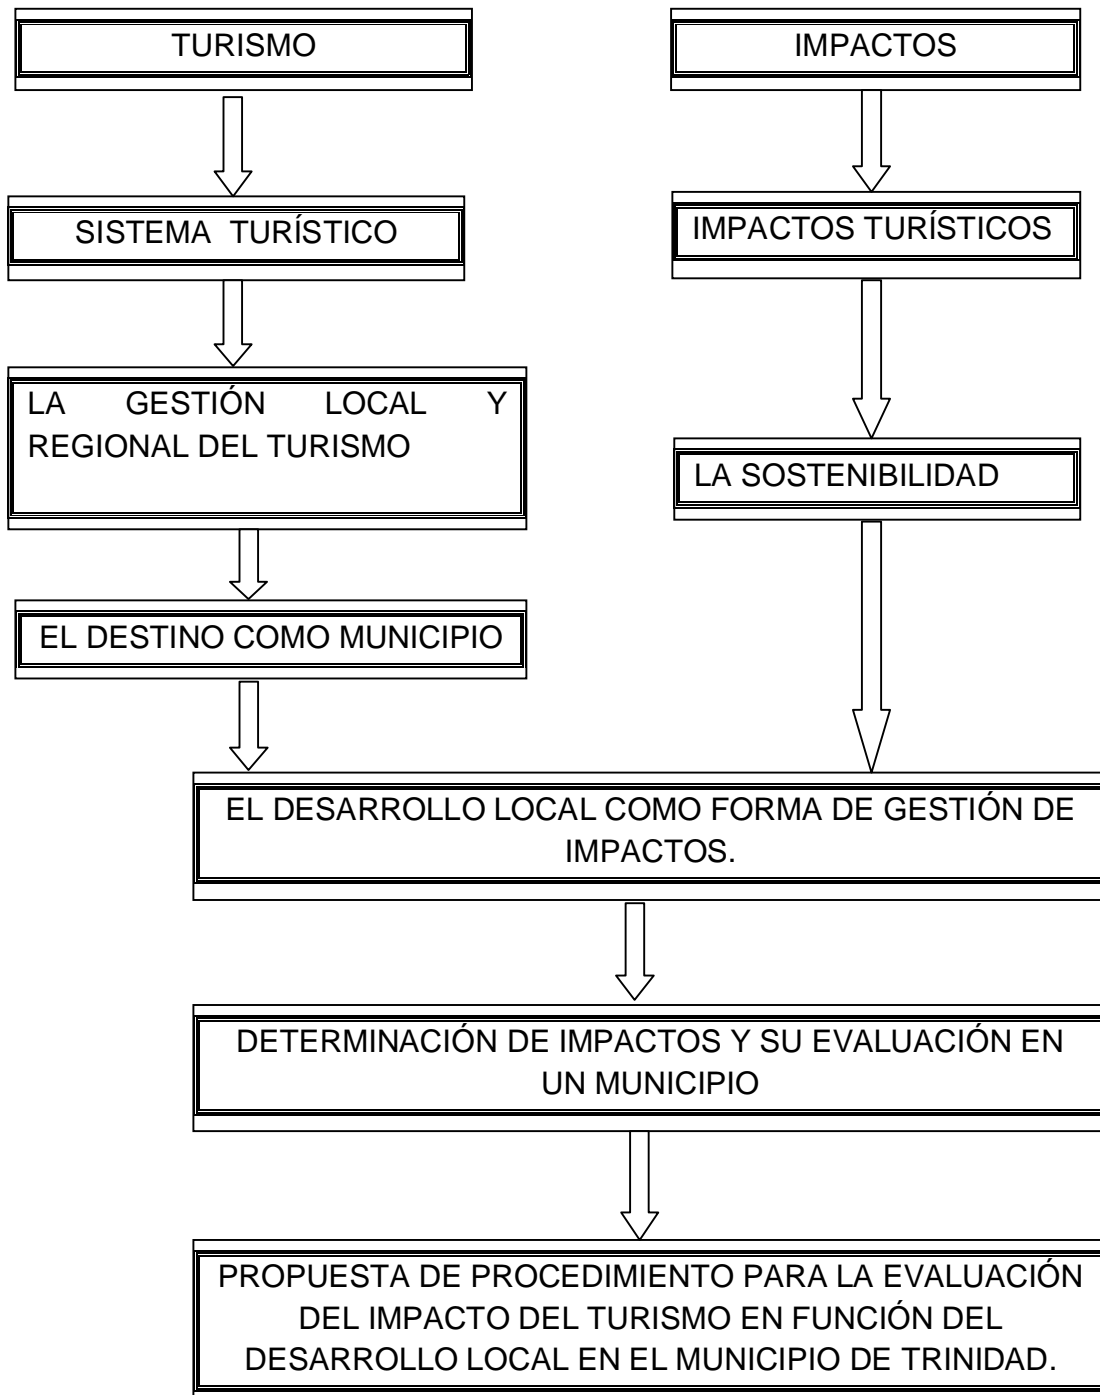 TURISMO
IMPACTOS
SISTEMA TURÍSTICO
IMPACTOS TURÍSTICOS
LA GESTIÓN LOCAL Y
REGIONAL DEL TURISMO
LA SOSTENIBILIDAD
EL DESTINO COMO MUNICIPIO
EL DESARROLLO LOCAL COMO FORMA DE GESTIÓN DE
IMPACTOS.
DETERMINACIÓN DE IMPACTOS Y SU EVALUACIÓN EN
UN MUNICIPIO
PROPUESTA DE PROCEDIMIENTO PARA LA EVALUACIÓN
DEL IMPACTO DEL TURISMO EN FUNCIÓN DEL
DESARROLLO LOCAL EN EL MUNICIPIO DE TRINIDAD.